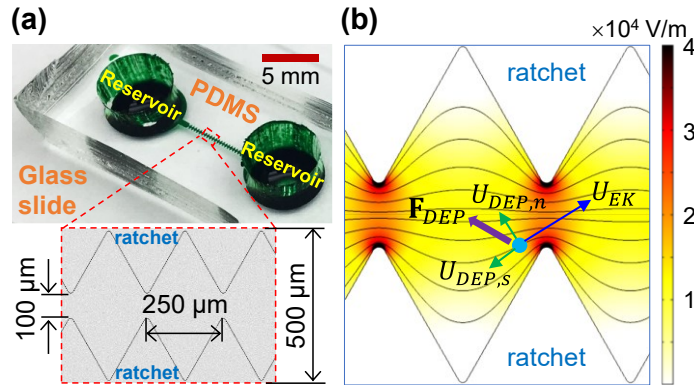 (a)
Reservoir
PDMS
5 mm
Reservoir
Glass
slide
ratchet
100 μm
250 μm
500 μm
ratchet
(b)
×10⁴ V/m
ratchet
4
3
2
1
U_DEP,n
U_EK
F_DEP
U_DEP,s
ratchet